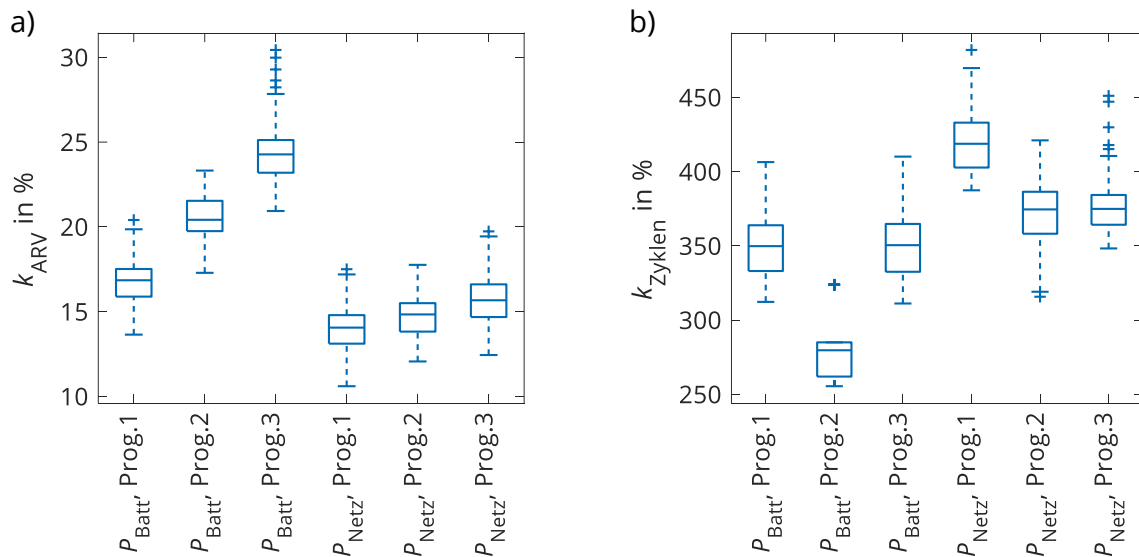 a)
30
25
20
15
10
k_ARV in %
P_Batt, Prog.1
P_Batt, Prog.2
P_Batt, Prog.3
P_Netz, Prog.1
P_Netz, Prog.2
P_Netz, Prog.3
b)
450
400
350
300
250
k_Zyklen in %
P_Batt, Prog.1
P_Batt, Prog.2
P_Batt, Prog.3
P_Netz, Prog.1
P_Netz, Prog.2
P_Netz, Prog.3